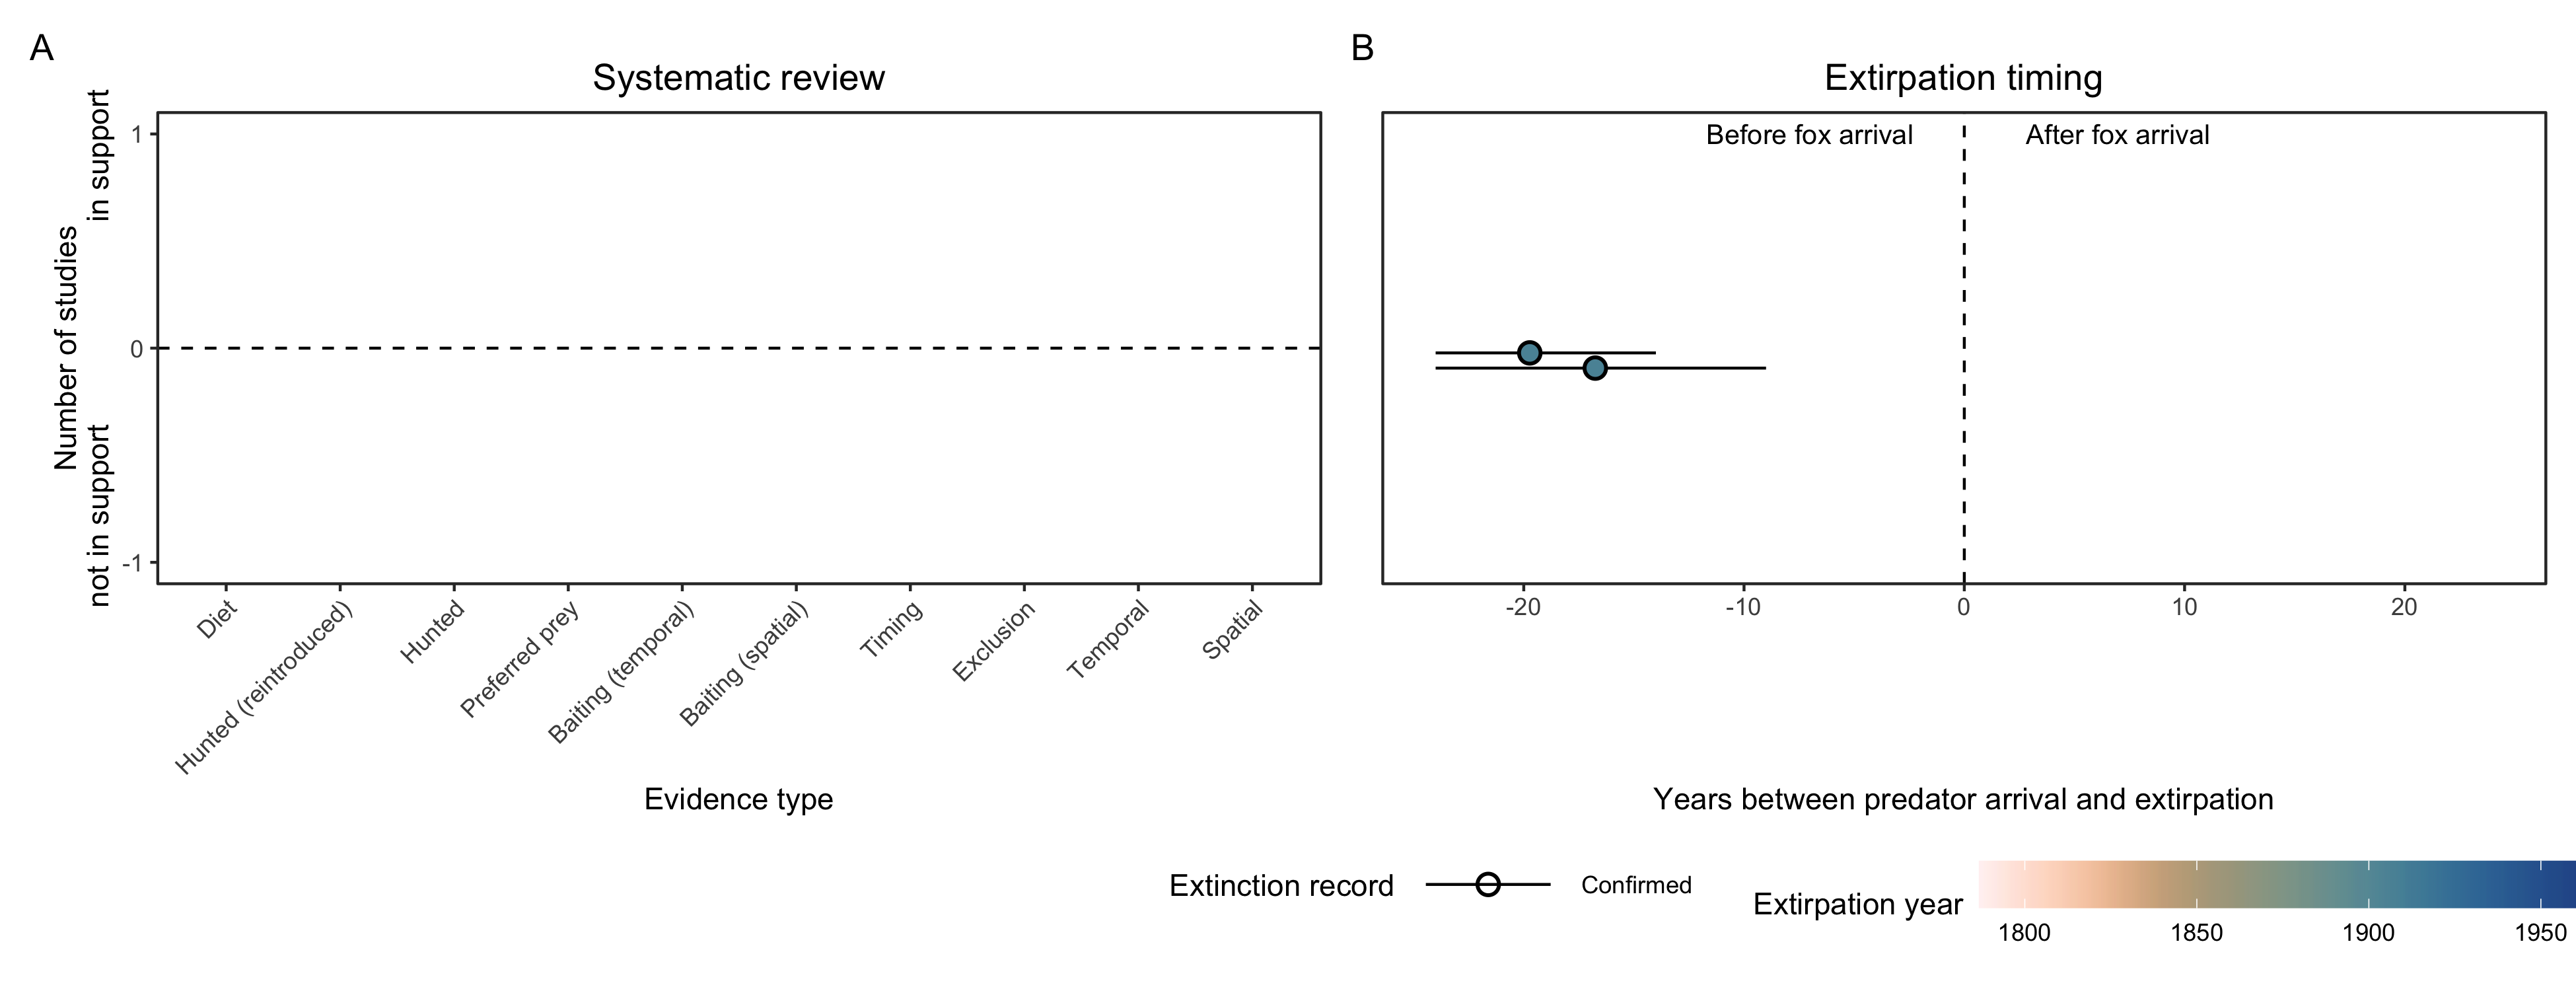 A
Systematic review
Number of studies
not in support
in support
1
0
-1
Diet
Hunted (reintroduced)
Hunted
Preferred prey
Baiting (temporal)
Baiting (spatial)
Timing
Exclusion
Temporal
Spatial
Evidence type
B
Extirpation timing
Before fox arrival
After fox arrival
-20
-10
0
10
20
Years between predator arrival and extirpation
Extinction record
Confirmed
Extirpation year
1800
1850
1900
1950